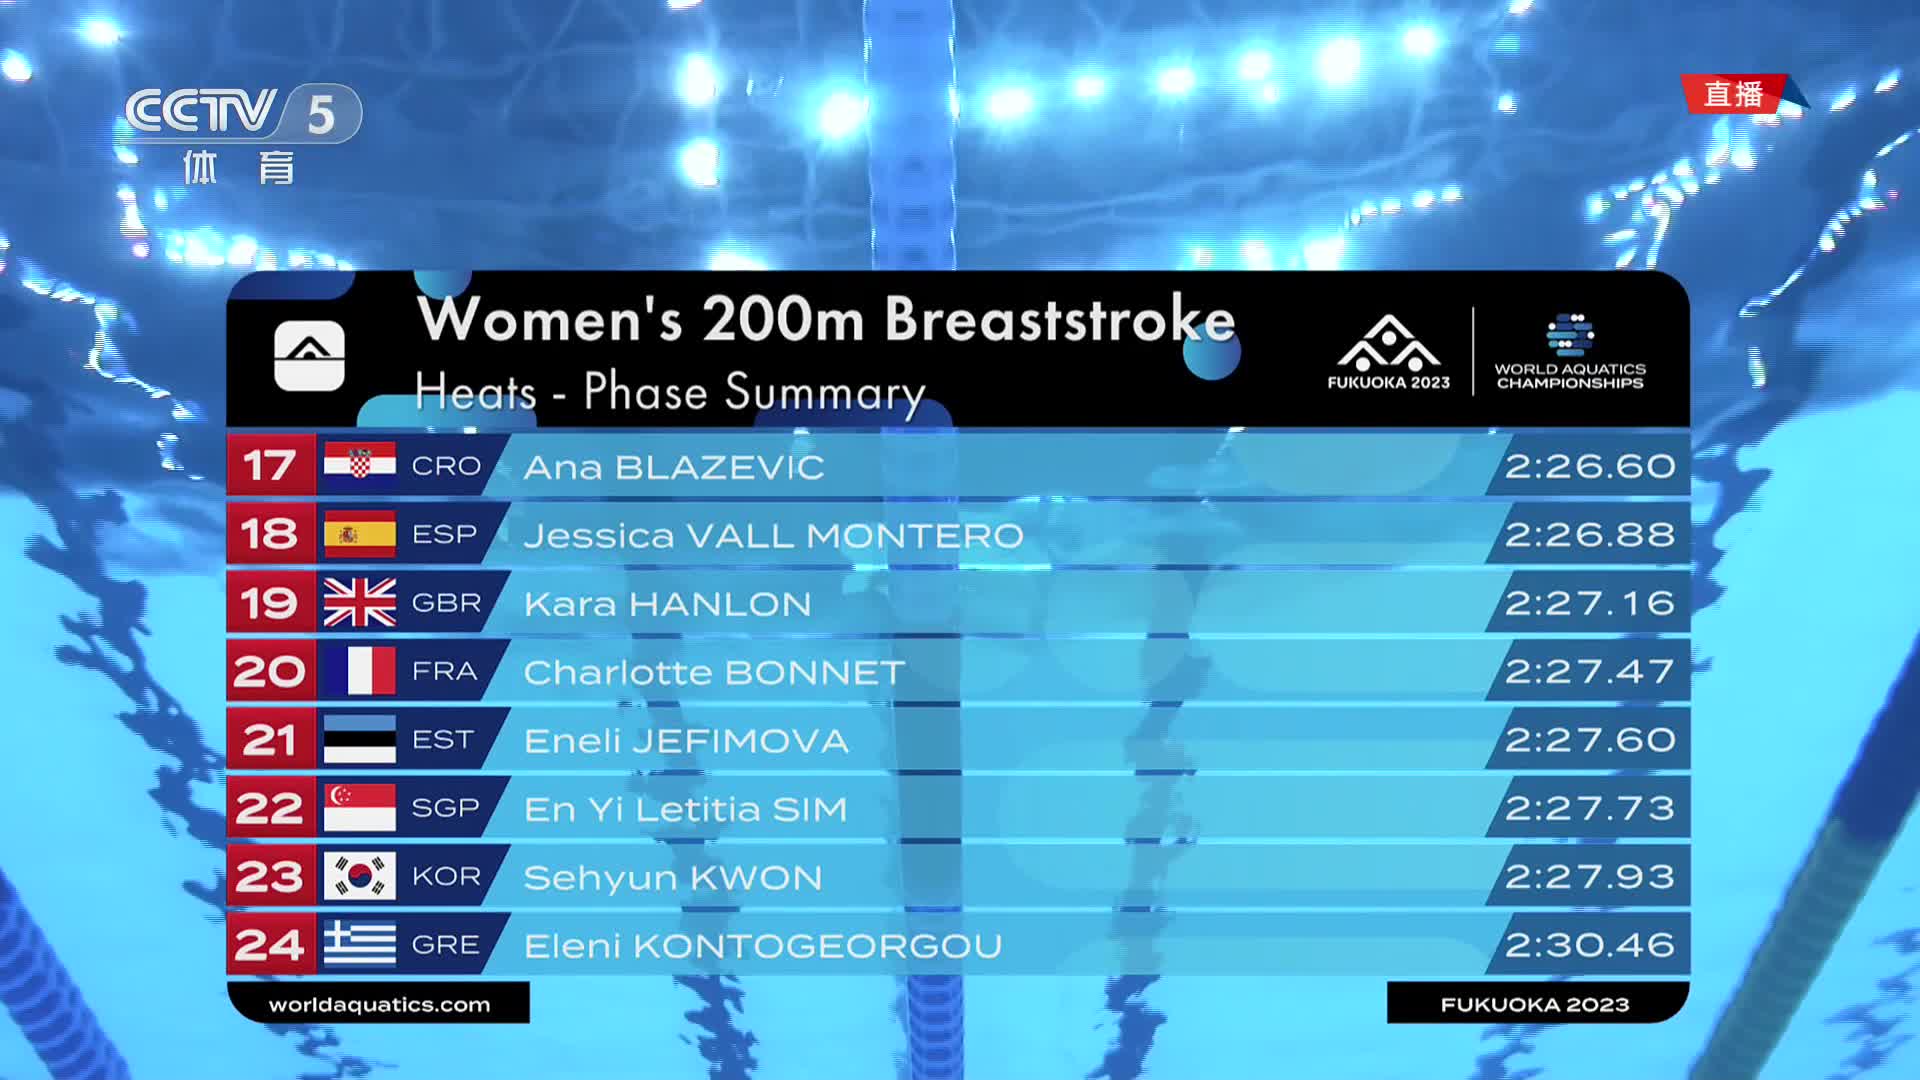 CCTV 5
体育
直播
Women's 200m Breaststroke
Heats - Phase Summary
FUKUOKA 2023
WORLD AQUATICS
CHAMPIONSHIPS
17 CRO Ana BLAZEVIC 2:26.60
18 ESP Jessica VALL MONTERO 2:26.88
19 GBR Kara HANLON 2:27.16
20 FRA Charlotte BONNET 2:27.47
21 EST Eneli JEFIMOVA 2:27.60
22 SGP En Yi Letitia SIM 2:27.73
23 KOR Sehyun KWON 2:27.93
24 GRE Eleni KONTOGEORGOU 2:30.46
worldaquatics.com
FUKUOKA 2023